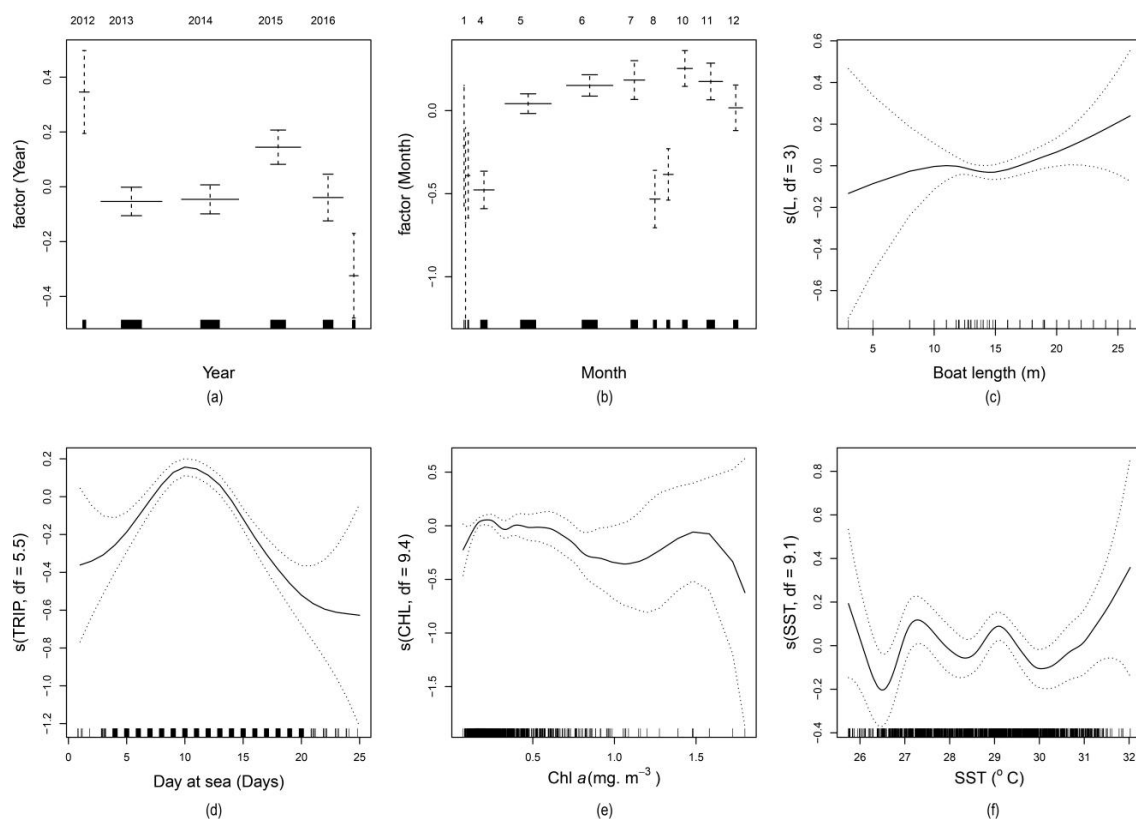 2012 2013 2014 2015 2016
factor (Year)
0.4
0.2
0.0
−0.2
−0.4
Year
(a)
1 4 5 6 7 8 10 11 12
factor (Month)
0.0
−0.5
−1.0
Month
(b)
s(L, df = 3)
0.6
0.4
0.2
0.0
−0.2
−0.4
−0.6
5 10 15 20 25
Boat length (m)
(c)
s(TRIP, df = 5.5)
0.2
0.0
−0.2
−0.4
−0.6
−0.8
−1.0
−1.2
0 5 10 15 20 25
Day at sea (Days)
(d)
s(CHL, df = 9.4)
0.5
0.0
−0.5
−1.0
−1.5
0.5 1.0 1.5
Chl a(mg. m⁻³)
(e)
s(SST, df = 9.1)
0.8
0.6
0.4
0.2
0.0
−0.2
−0.4
26 27 28 29 30 31 32
SST (° C)
(f)